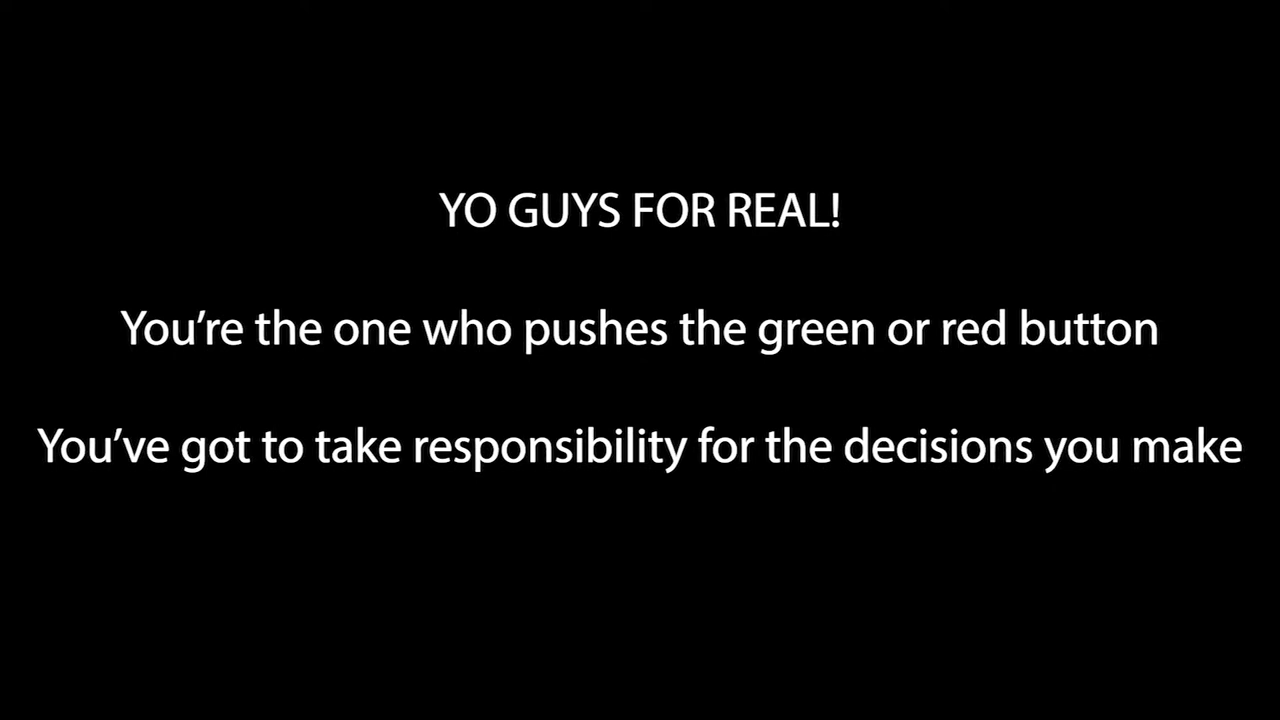 YO GUYS FOR REAL!
You’re the one who pushes the green or red button
You’ve got to take responsibility for the decisions you make